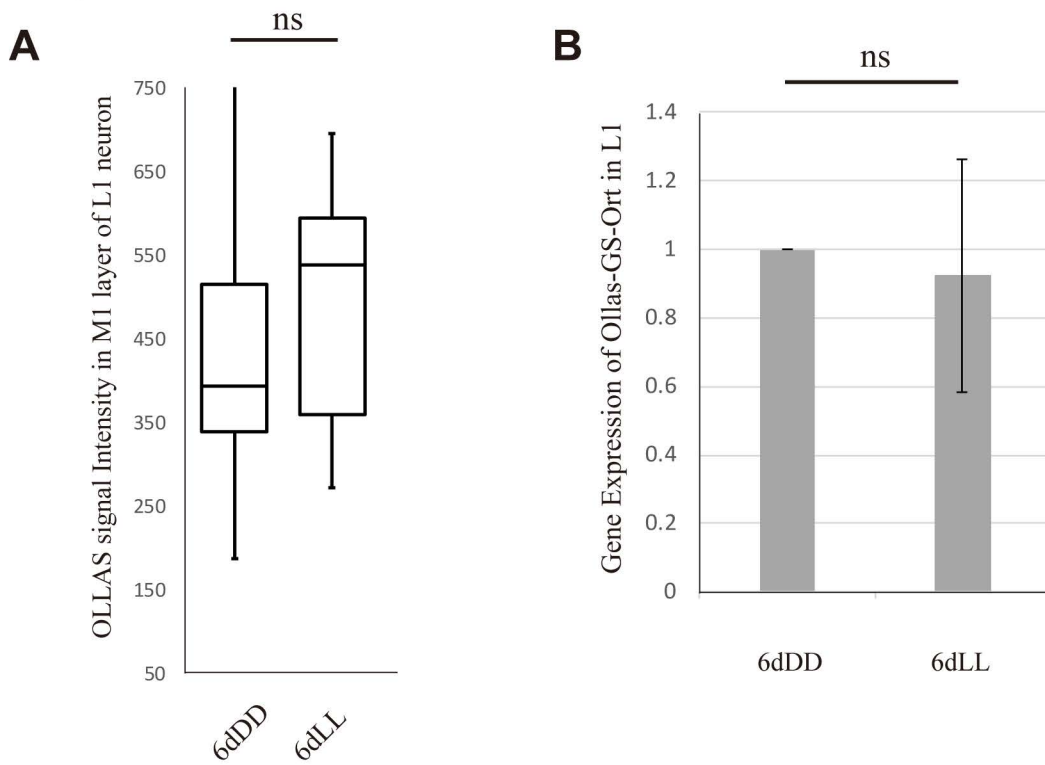 A
ns
OLLAS signal Intensity in M1 layer of L1 neuron
750
650
550
450
350
250
150
50
6dDD
6dLL
B
ns
Gene Expression of Ollas-GS-Ort in L1
1.4
1.2
1
0.8
0.6
0.4
0.2
0
6dDD
6dLL